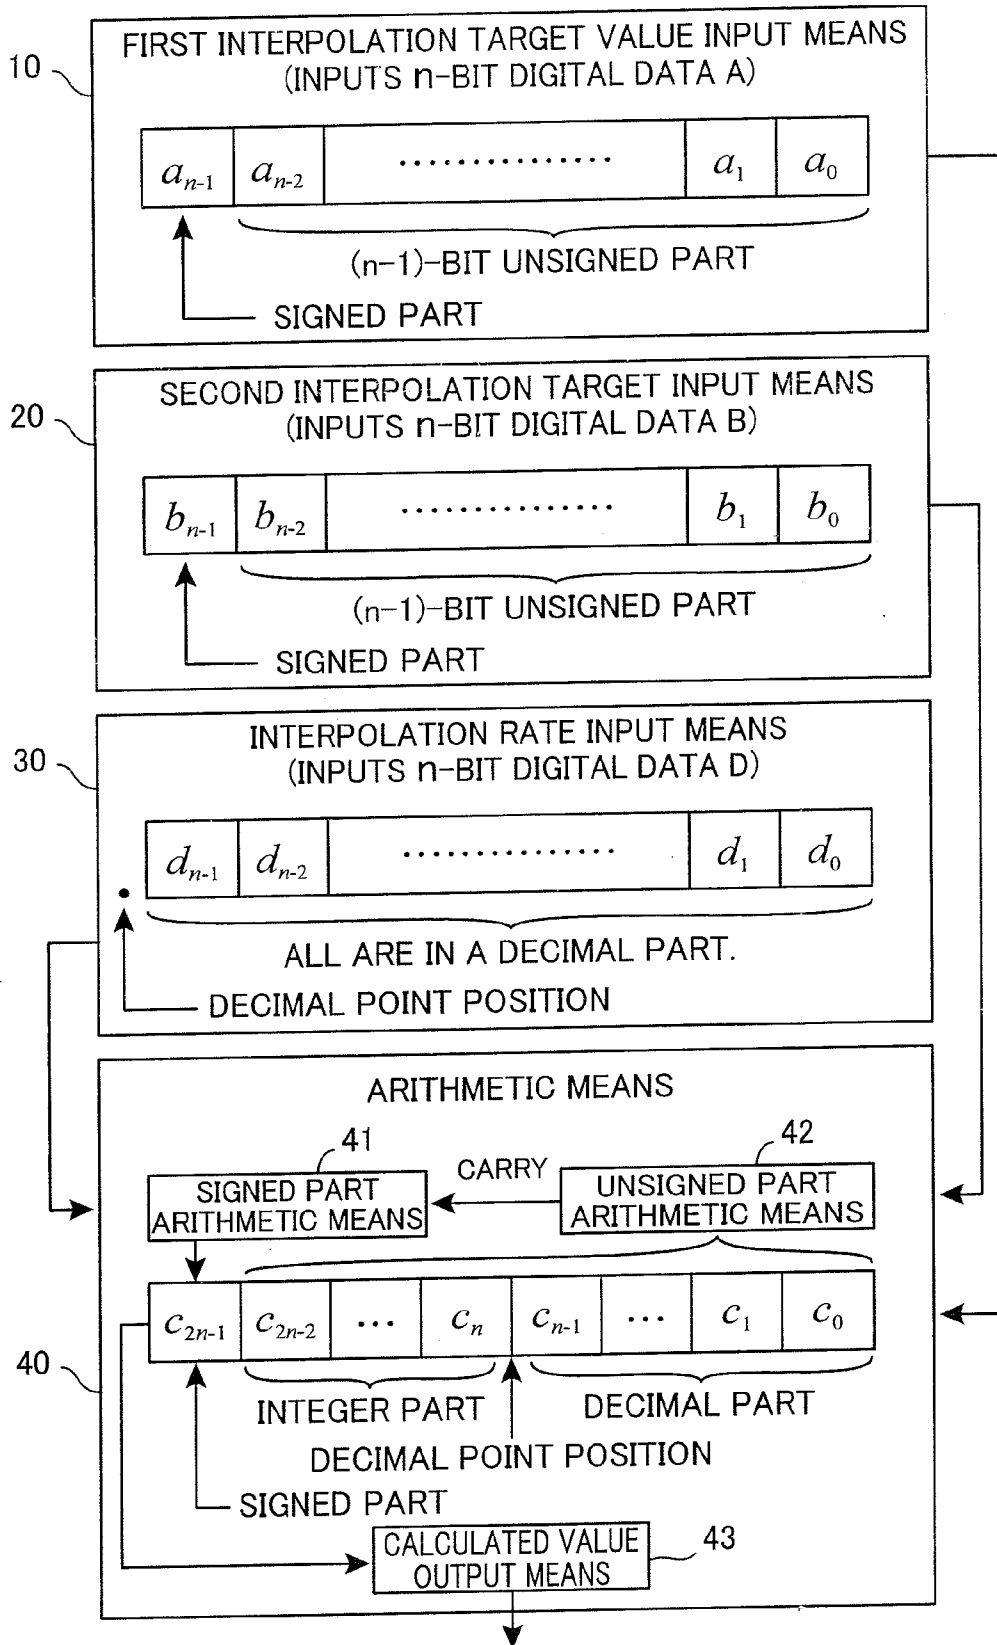 FIRST INTERPOLATION TARGET VALUE INPUT MEANS
(INPUTS n-BIT DIGITAL DATA A)
10
a_{n-1} a_{n-2} ............... a_1 a_0
(n-1)-BIT UNSIGNED PART
SIGNED PART
SECOND INTERPOLATION TARGET INPUT MEANS
(INPUTS n-BIT DIGITAL DATA B)
20
b_{n-1} b_{n-2} ............... b_1 b_0
(n-1)-BIT UNSIGNED PART
SIGNED PART
INTERPOLATION RATE INPUT MEANS
(INPUTS n-BIT DIGITAL DATA D)
30
d_{n-1} d_{n-2} ............... d_1 d_0
ALL ARE IN A DECIMAL PART.
DECIMAL POINT POSITION
ARITHMETIC MEANS
41
42
SIGNED PART
ARITHMETIC MEANS
CARRY
UNSIGNED PART
ARITHMETIC MEANS
c_{2n-1} c_{2n-2} ... c_n c_{n-1} ... c_1 c_0
40
INTEGER PART
DECIMAL PART
DECIMAL POINT POSITION
SIGNED PART
CALCULATED VALUE
OUTPUT MEANS
43